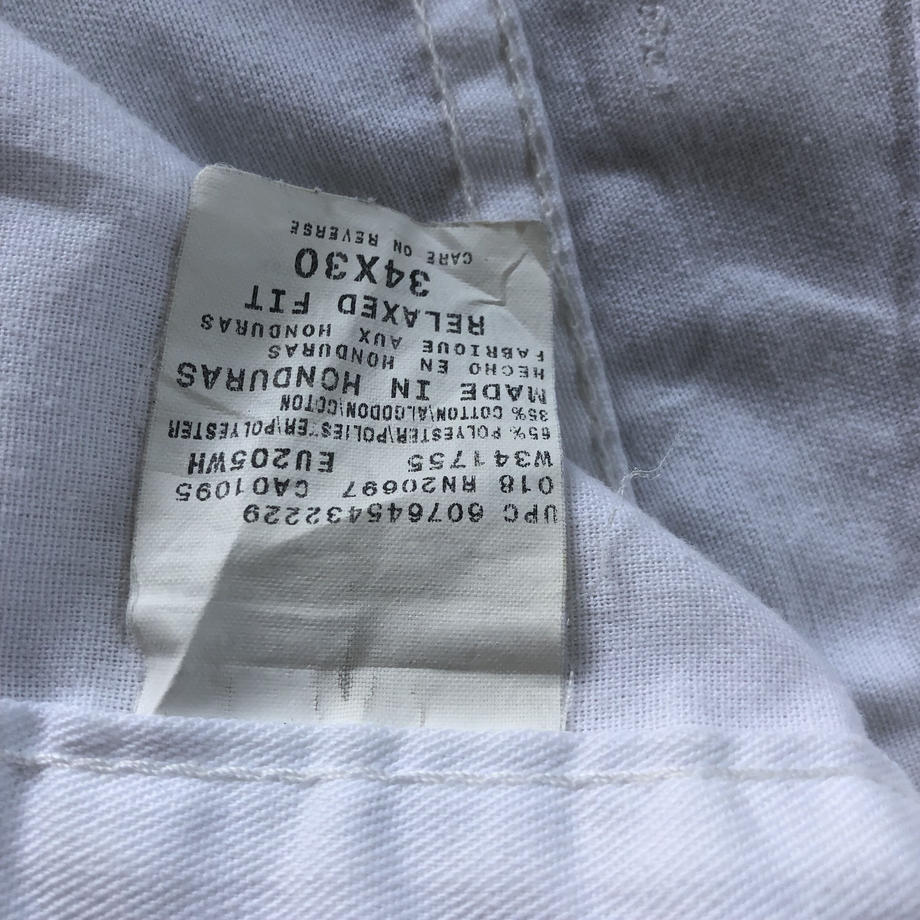 CARE ON REVERSE
34X30
RELAXED FIT
FABRIQUE AUX HONDURAS
HECHO EN HONDURAS
MADE IN HONDURAS
35% COTTON\ALGODON\COTON
65% POLYESTER\POLIESTER\POLYESTER
W341755 EU205WH
018 RN20697 CA01095
UPC 607645432229